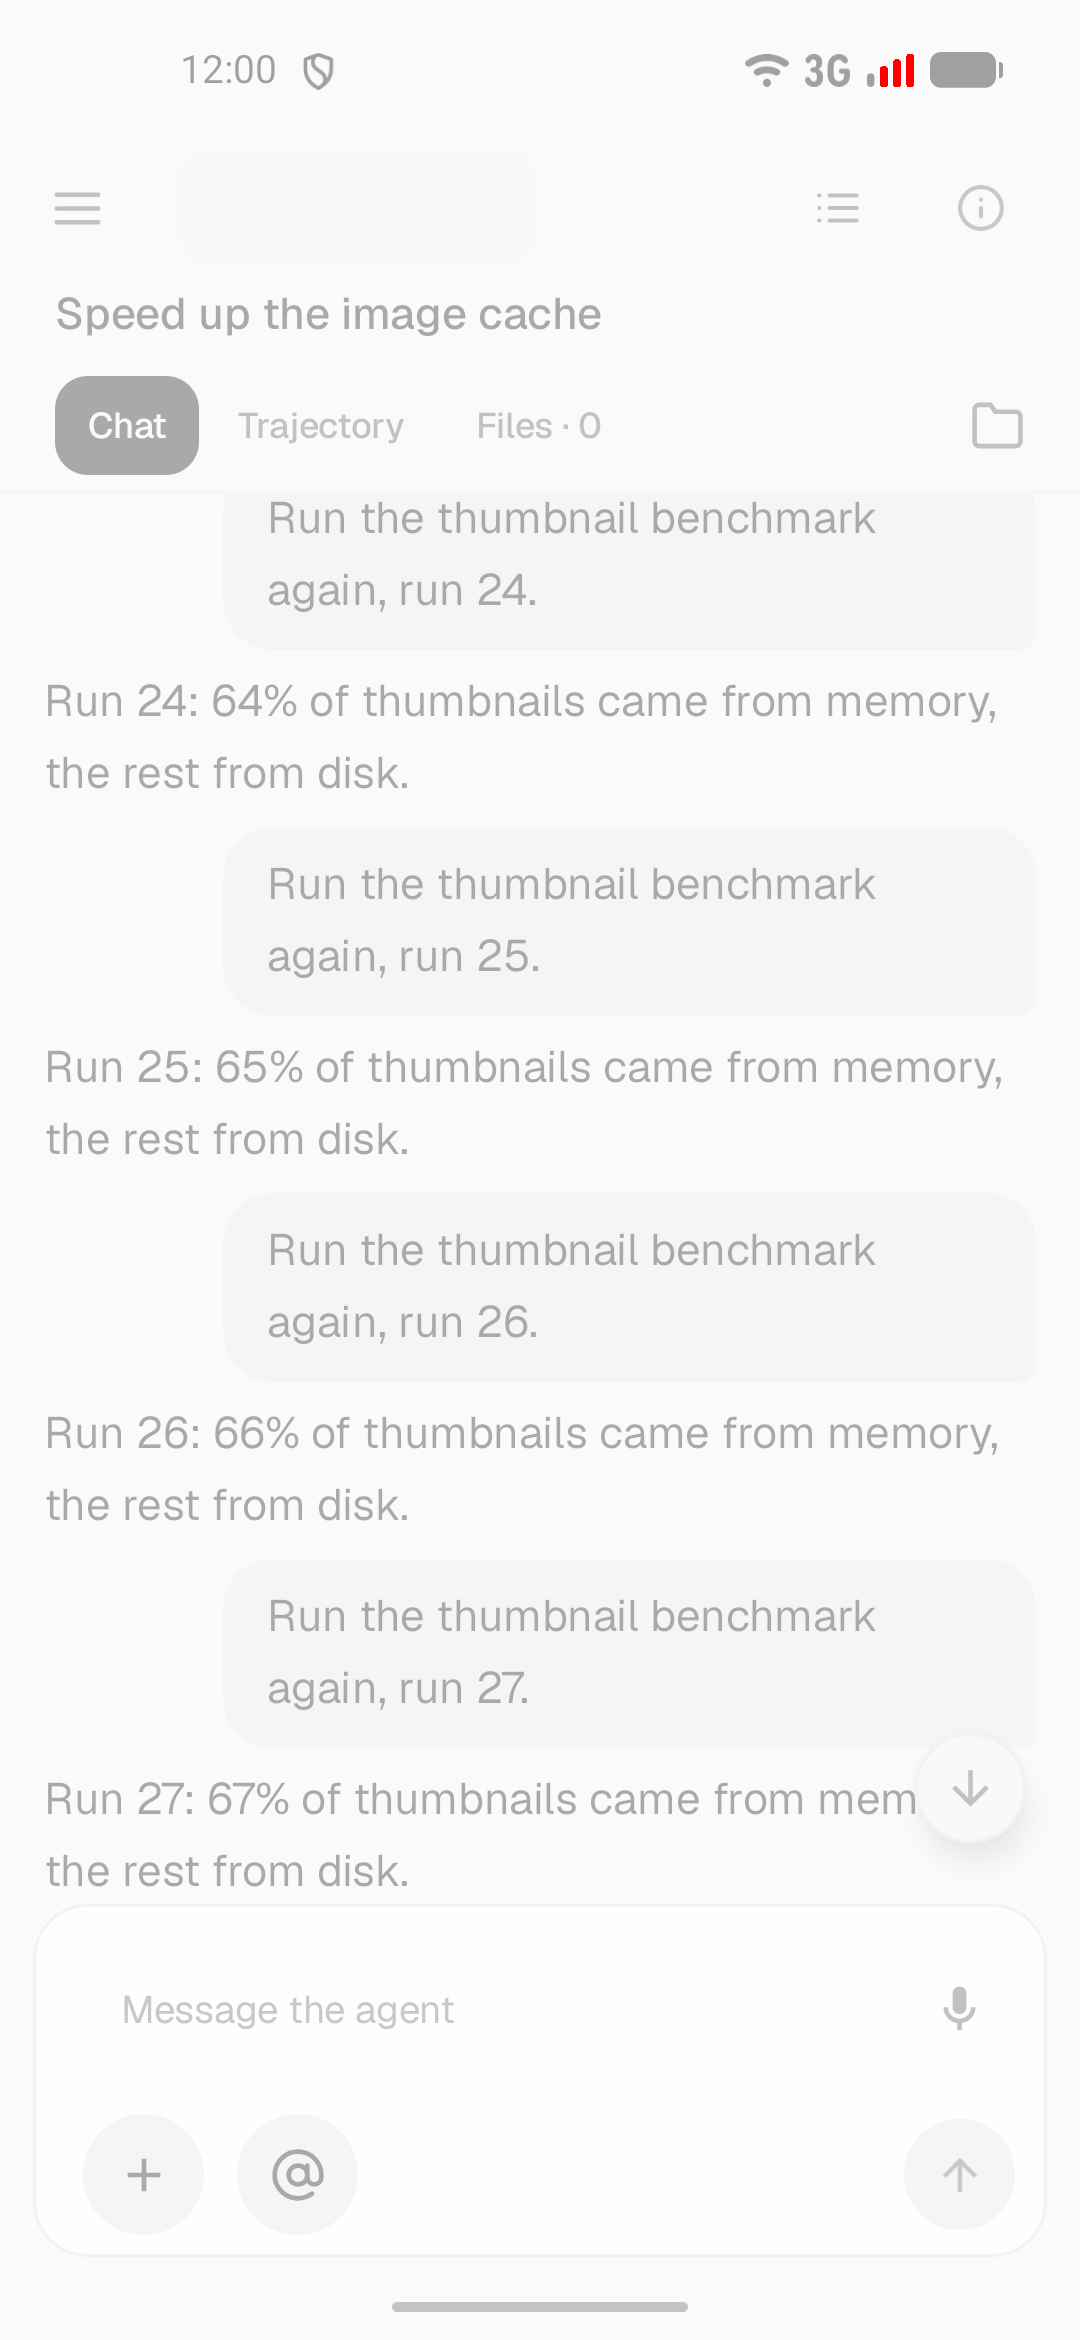 12:00
3G
Speed up the image cache
Chat
Trajectory
Files · 0
Run the thumbnail benchmark
again, run 24.
Run 24: 64% of thumbnails came from memory,
the rest from disk.
Run the thumbnail benchmark
again, run 25.
Run 25: 65% of thumbnails came from memory,
the rest from disk.
Run the thumbnail benchmark
again, run 26.
Run 26: 66% of thumbnails came from memory,
the rest from disk.
Run the thumbnail benchmark
again, run 27.
Run 27: 67% of thumbnails came from mem
the rest from disk.
Message the agent